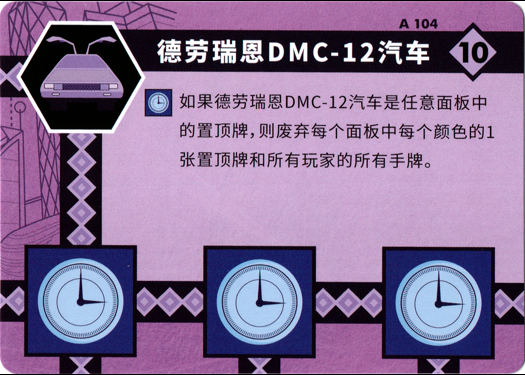 A 104
德劳瑞恩DMC-12汽车
10
如果德劳瑞恩DMC-12汽车是任意面板中
的置顶牌，则废弃每个面板中每个颜色的1
张置顶牌和所有玩家的所有手牌。